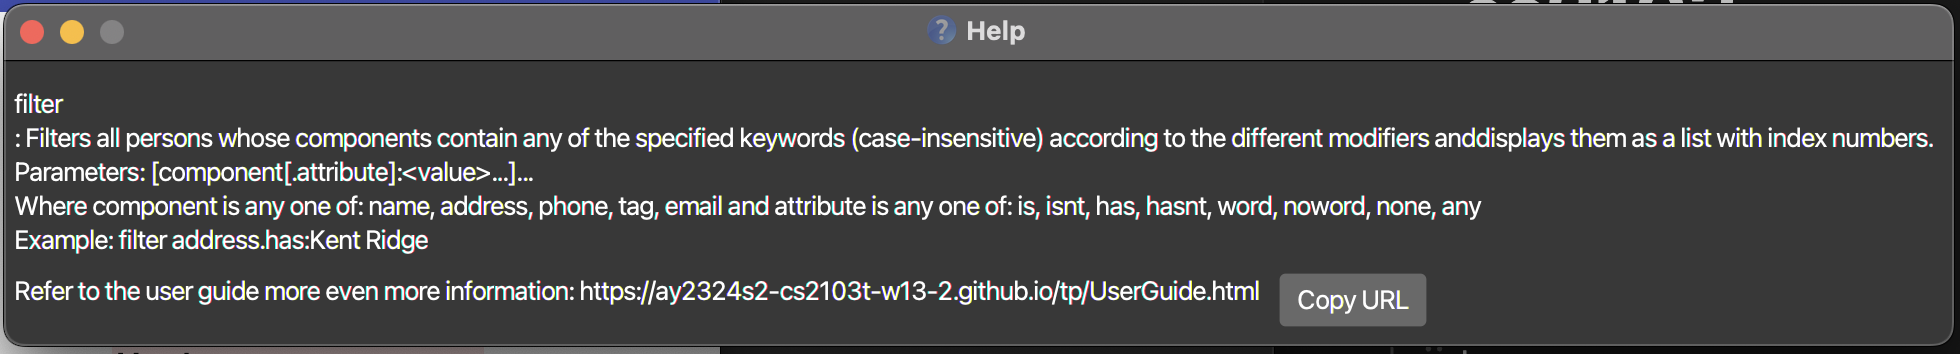 Help
filter
: Filters all persons whose components contain any of the specified keywords (case-insensitive) according to the different modifiers anddisplays them as a list with index numbers.
Parameters: [component[.attribute]:<value>...]...
Where component is any one of: name, address, phone, tag, email and attribute is any one of: is, isnt, has, hasnt, word, noword, none, any
Example: filter address.has:Kent Ridge
Refer to the user guide more even more information: https://ay2324s2-cs2103t-w13-2.github.io/tp/UserGuide.html Copy URL